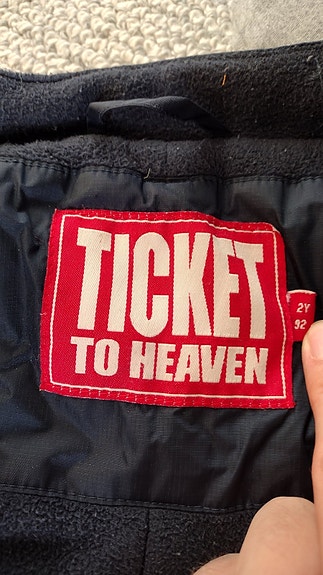 TICKET
TO HEAVEN
2Y
92